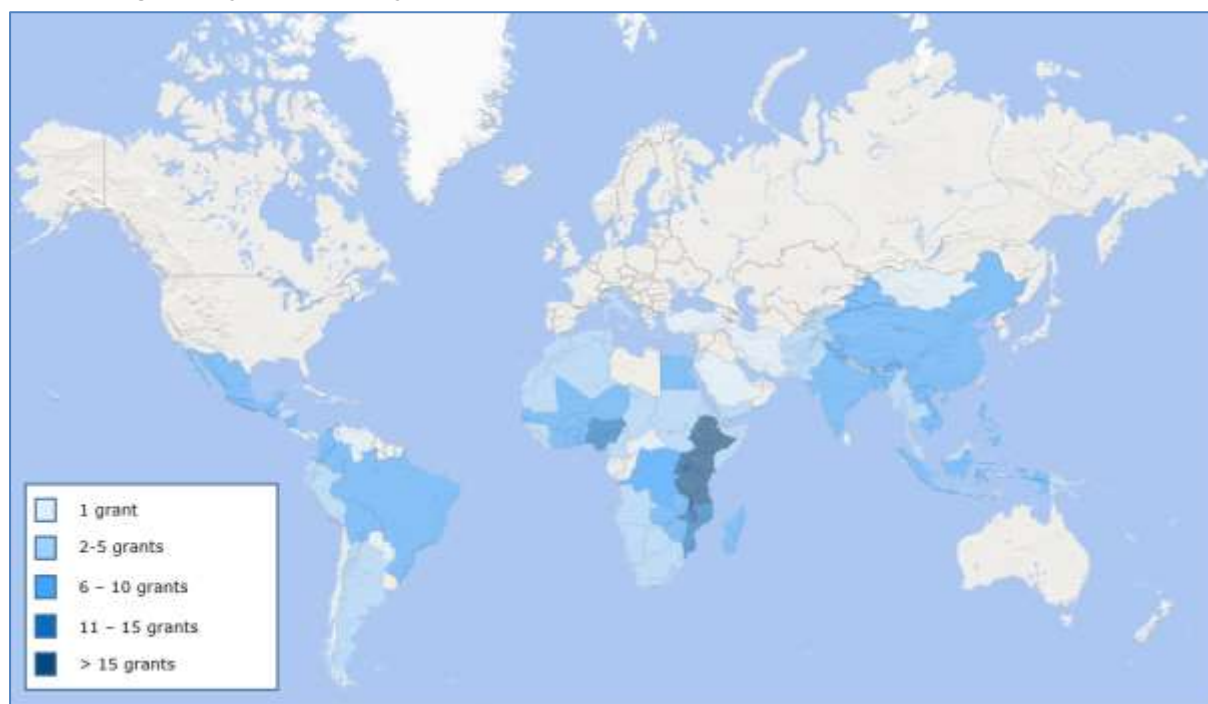 1 grant
2-5 grants
6 – 10 grants
11 – 15 grants
> 15 grants